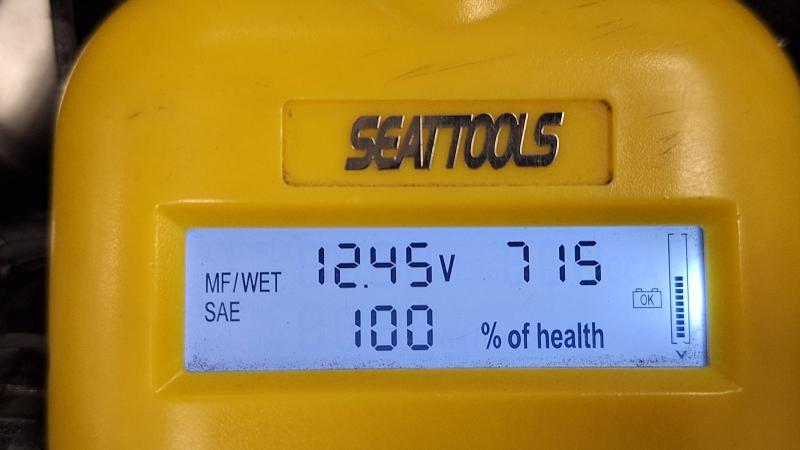 SEATTOOLS
MF/WET 12.45V 715
SAE 100 % of health
OK